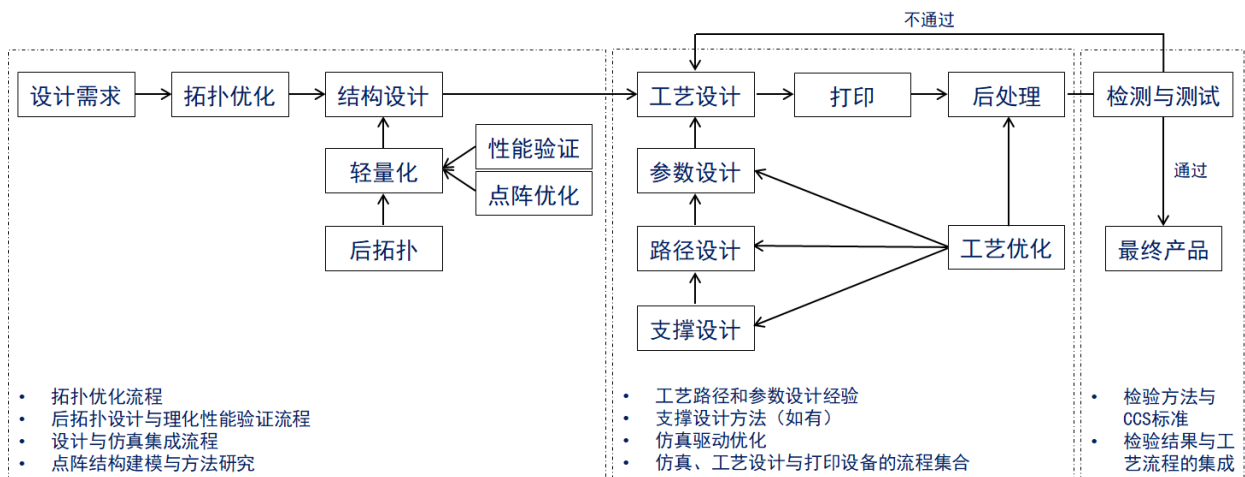 不通过
设计需求
拓扑优化
结构设计
工艺设计
打印
后处理
检测与测试
轻量化
性能验证
点阵优化
后拓扑
参数设计
路径设计
支撑设计
工艺优化
通过
最终产品
• 拓扑优化流程
• 后拓扑设计与理化性能验证流程
• 设计与仿真集成流程
• 点阵结构建模与方法研究
• 工艺路径和参数设计经验
• 支撑设计方法（如有）
• 仿真驱动优化
• 仿真、工艺设计与打印设备的流程集合
• 检验方法与
CCS标准
• 检验结果与工
艺流程的集成